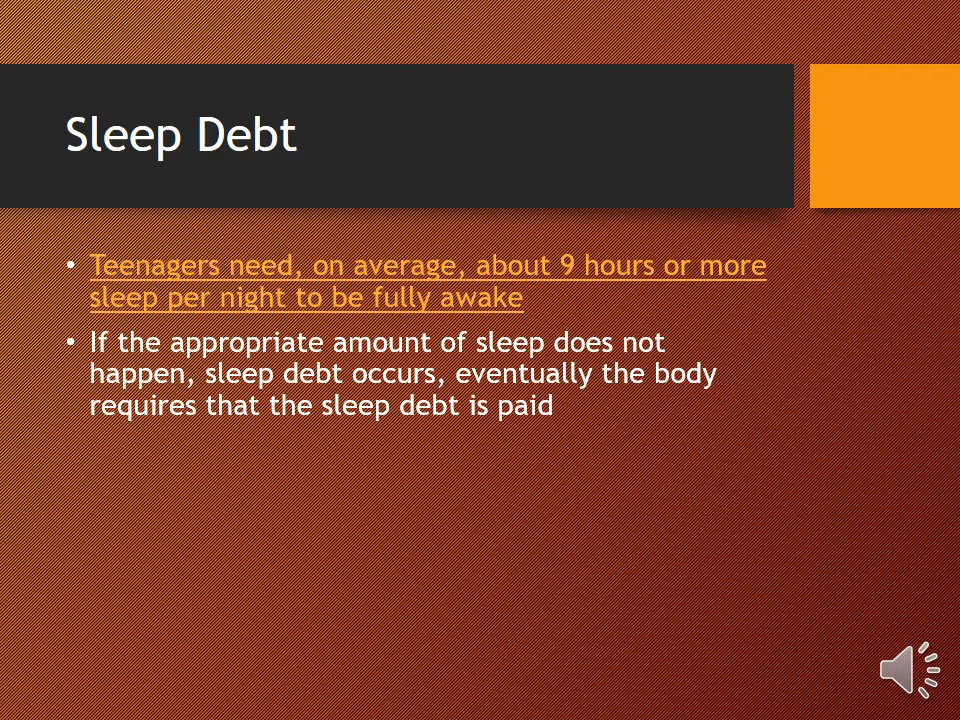 Sleep Debt
• Teenagers need, on average, about 9 hours or more
sleep per night to be fully awake
• If the appropriate amount of sleep does not
happen, sleep debt occurs, eventually the body
requires that the sleep debt is paid